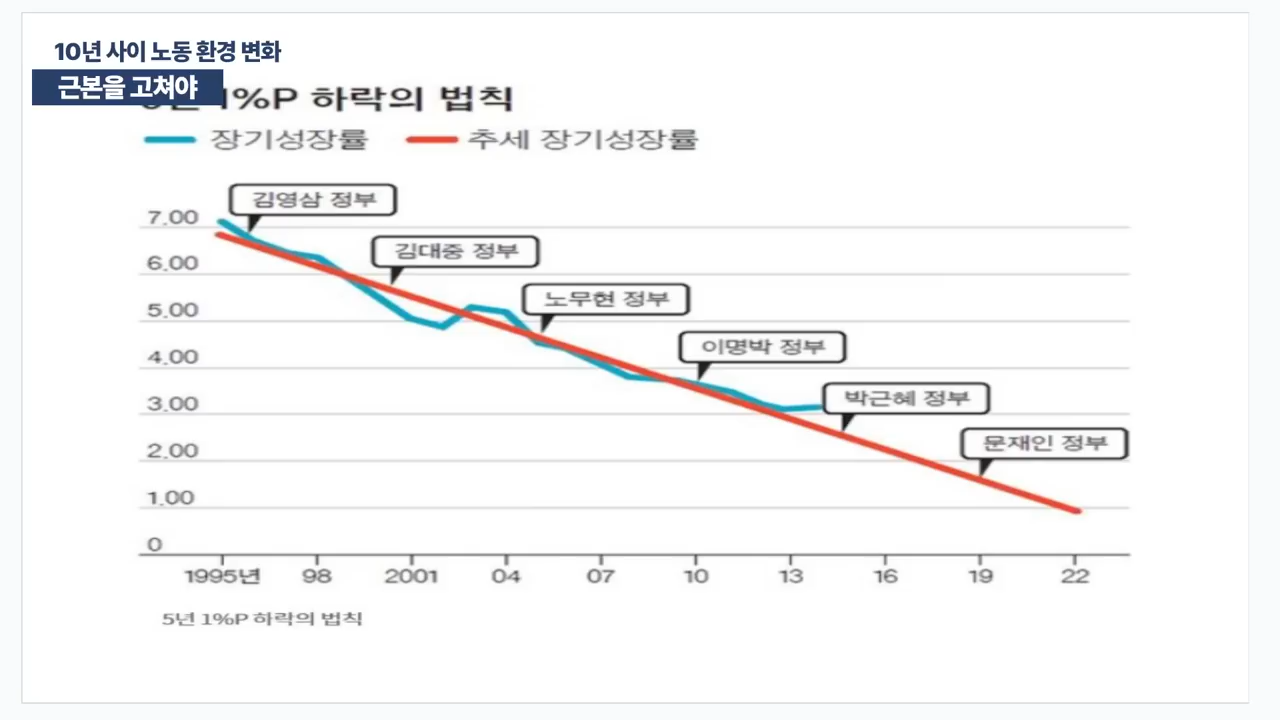 10년 사이 노동 환경 변화
근본을 고쳐야
1%P 하락의 법칙
장기성장률 추세 장기성장률
김영삼 정부
7.00
김대중 정부
6.00
노무현 정부
5.00
이명박 정부
4.00
박근혜 정부
3.00
문재인 정부
2.00
1.00
0
1995년 98 2001 04 07 10 13 16 19 22
5년 1%P 하락의 법칙